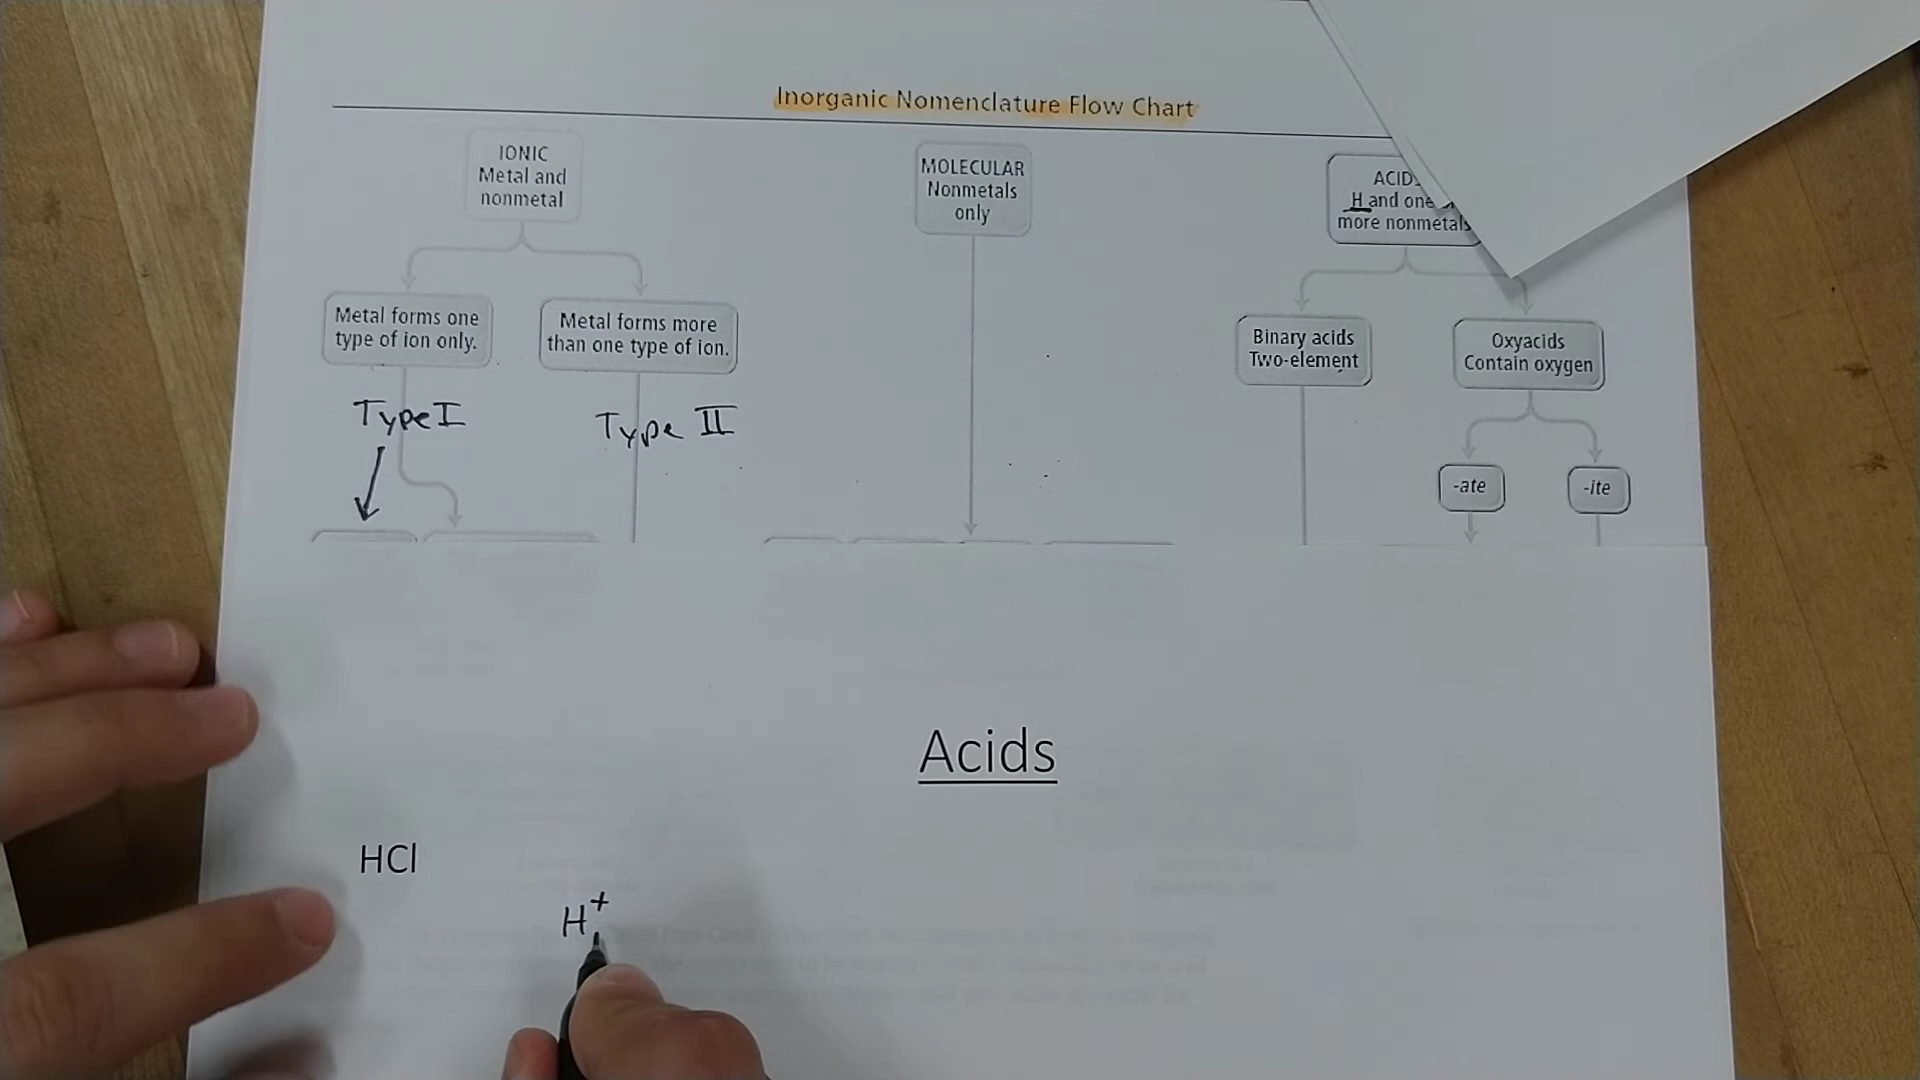 Inorganic Nomenclature Flow Chart
IONIC
Metal and
nonmetal
MOLECULAR
Nonmetals
only
H and one
more nonmetals
Metal forms one
type of ion only.
Metal forms more
than one type of ion.
Binary acids
Two-element
Oxyacids
Contain oxygen
Type I
Type II
-ate
-ite
Acids
HCl
H+